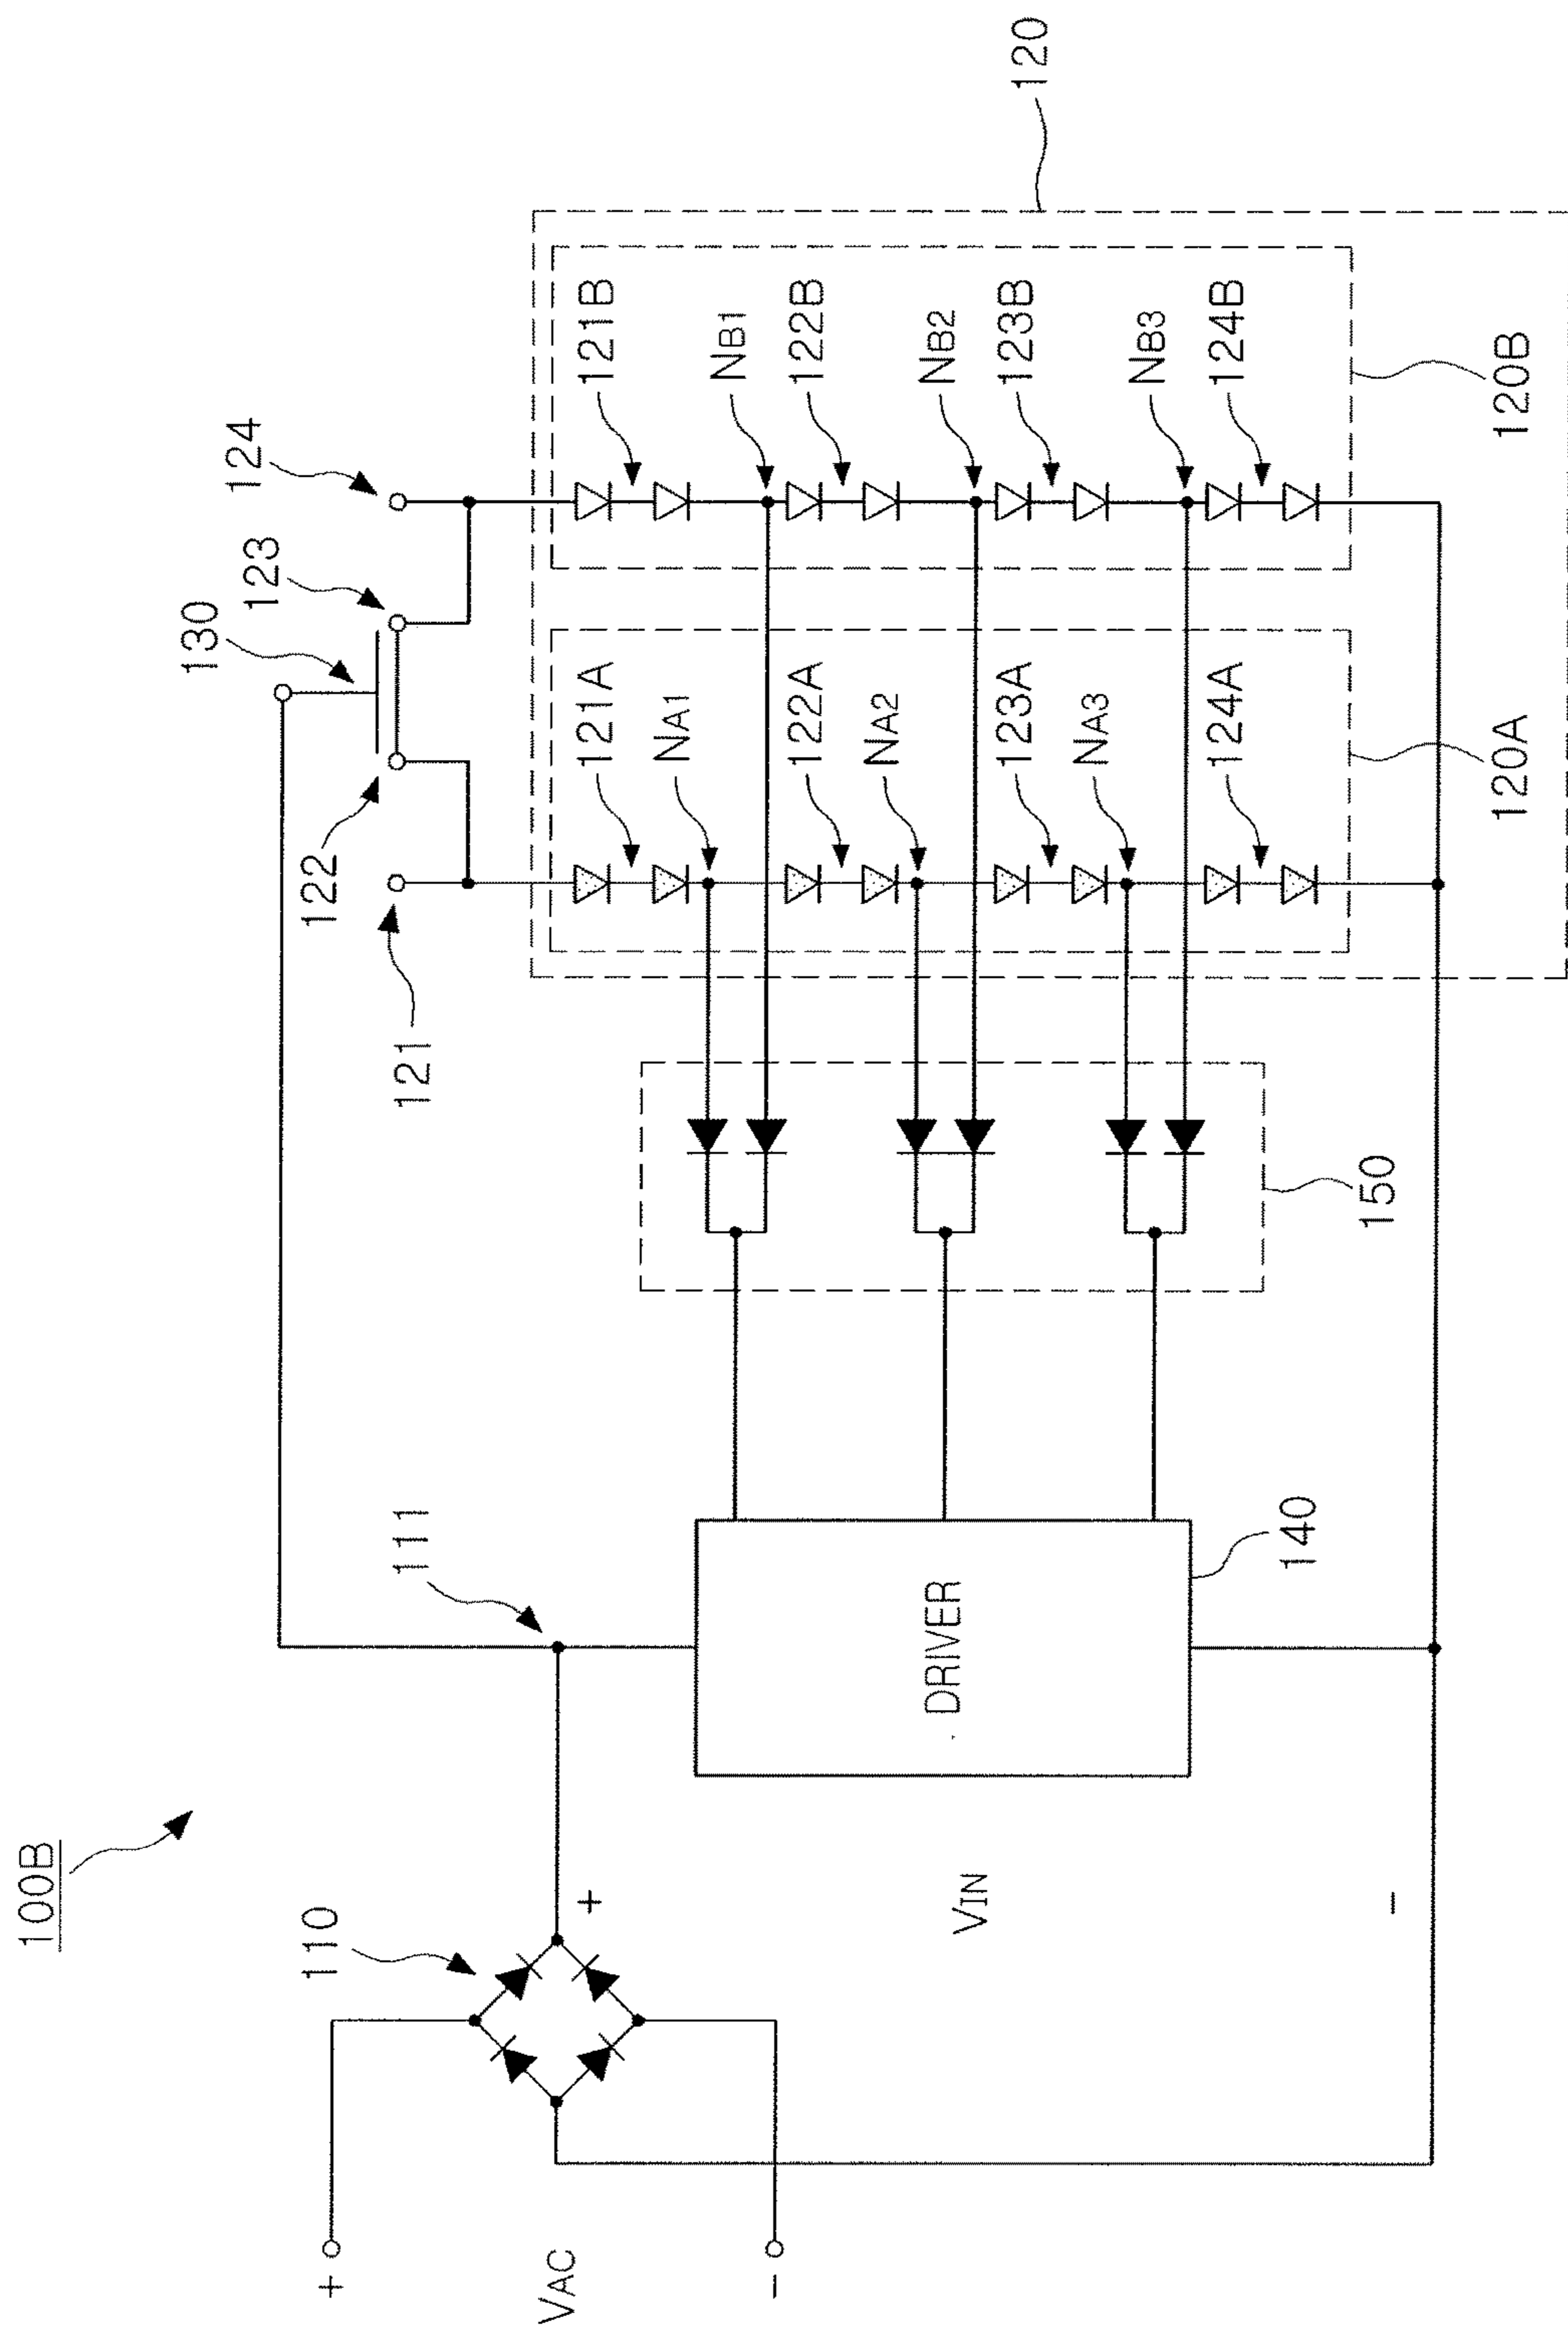 100B
110
111
130
121
122
123
124
120
121A
NA1
122A
NA2
123A
NA3
124A
120A
121B
NB1
122B
NB2
123B
NB3
124B
120B
150
140
DRIVER
+
VAC
-
+
VIN
-